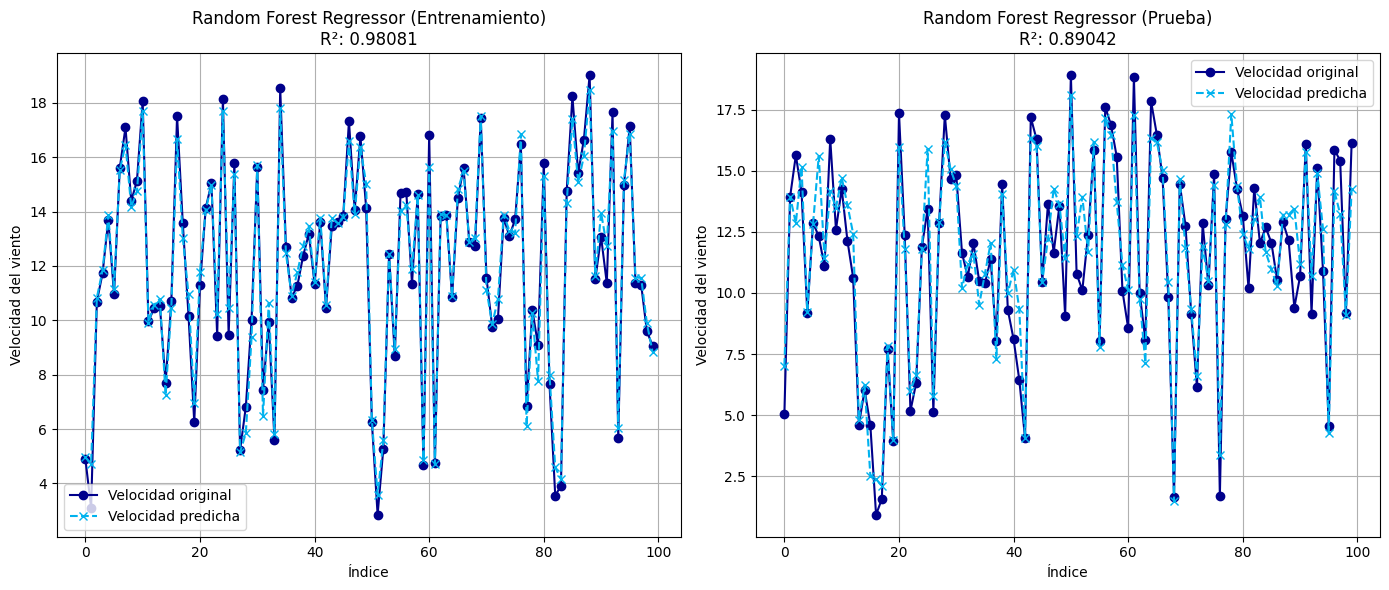 Random Forest Regressor (Entrenamiento)
R²: 0.98081
Velocidad del viento
18
16
14
12
10
8
6
4
Velocidad original
Velocidad predicha
0
20
40
60
80
100
Índice
Random Forest Regressor (Prueba)
R²: 0.89042
Velocidad del viento
17.5
15.0
12.5
10.0
7.5
5.0
2.5
Velocidad original
Velocidad predicha
0
20
40
60
80
100
Índice